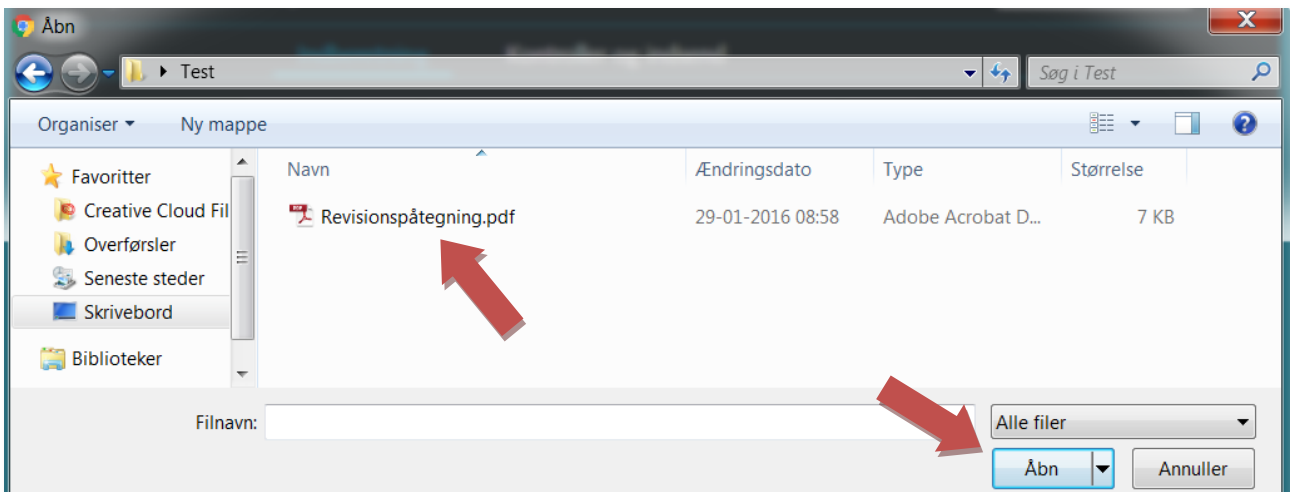 Åbn
Test
Søg i Test
Organiser Ny mappe
Navn Ændringsdato Type Størrelse
Favoritter
Creative Cloud Fil
Overførsler
Seneste steder
Skrivebord
Biblioteker
Revisionspåtegning.pdf 29-01-2016 08:58 Adobe Acrobat D... 7 KB
Filnavn:
Alle filer
Åbn Annuller